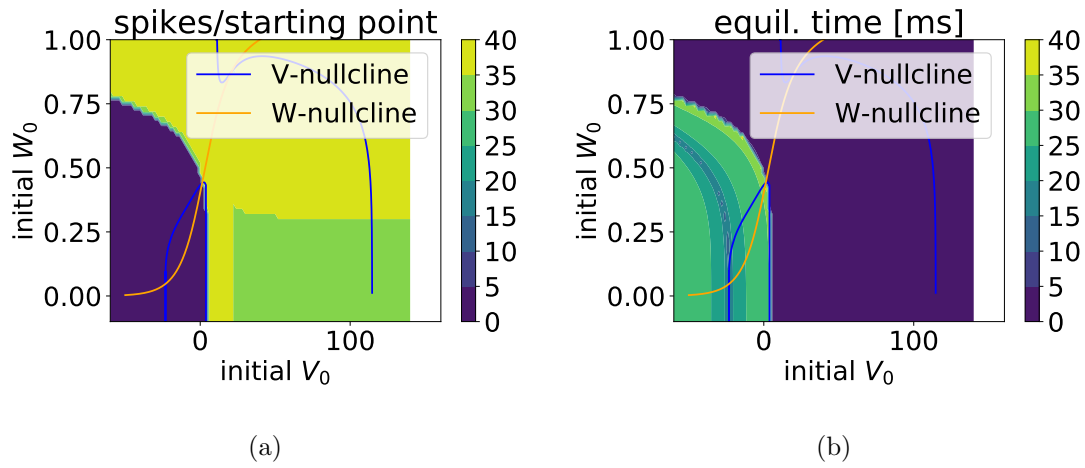 spikes/starting point
1.00
0.75
0.50
0.25
0.00
initial W₀
V-nullcline
W-nullcline
0
100
initial V₀
40
35
30
25
20
15
10
5
0
(a)
equil. time [ms]
1.00
0.75
0.50
0.25
0.00
initial W₀
V-nullcline
W-nullcline
0
100
initial V₀
40
35
30
25
20
15
10
5
0
(b)